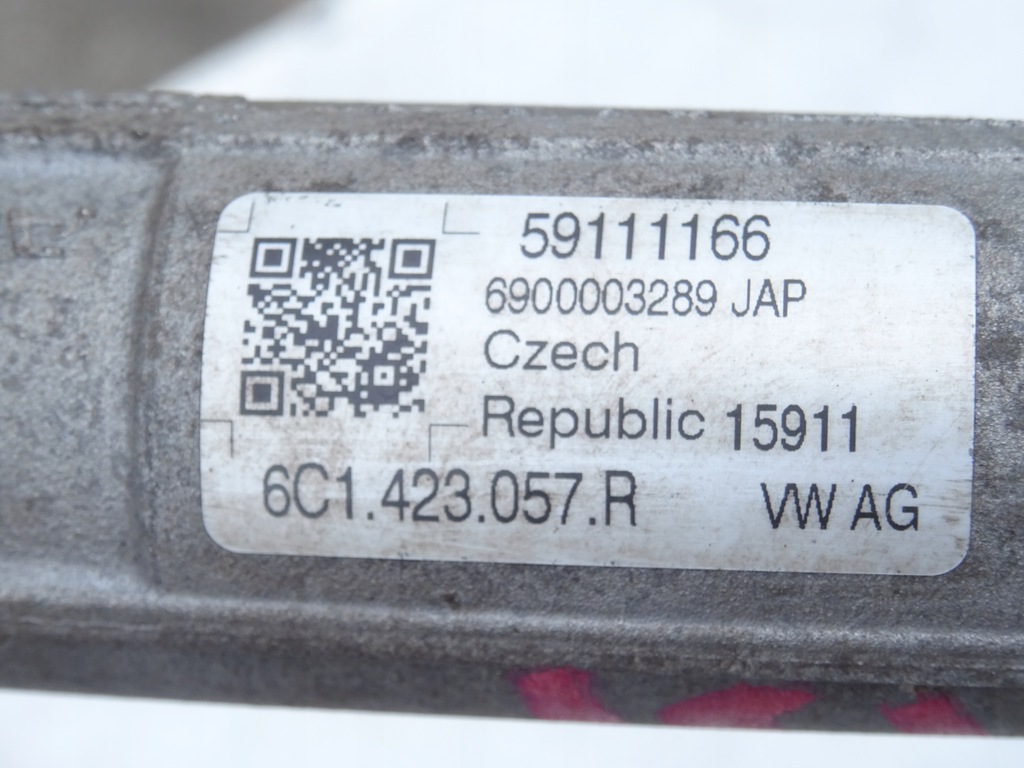 59111166
6900003289 JAP
Czech
Republic 15911
6C1.423.057.R VW AG